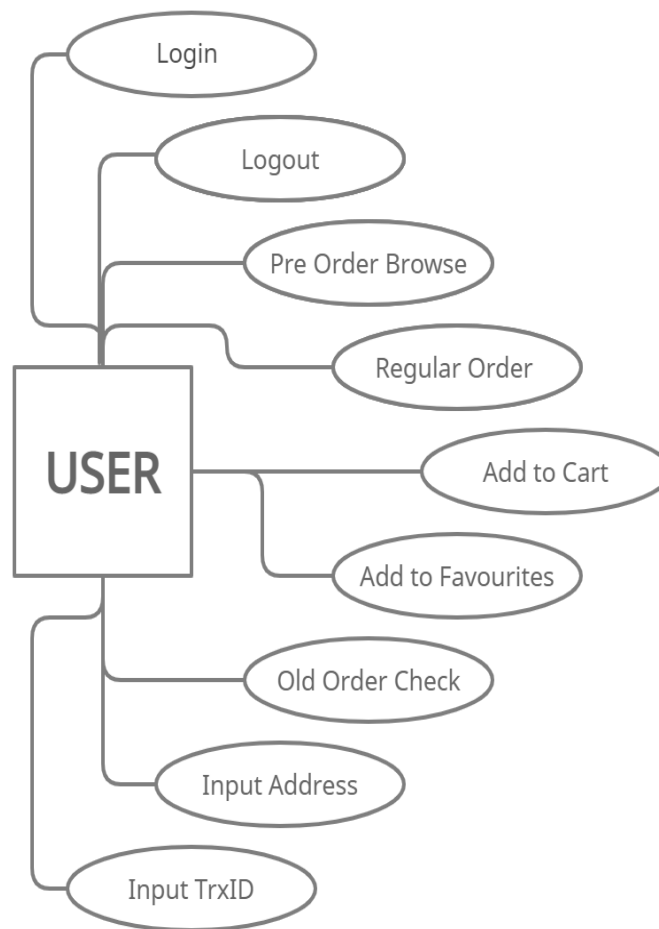 Login
Logout
Pre Order Browse
Regular Order
USER
Add to Cart
Add to Favourites
Old Order Check
Input Address
Input TrxID